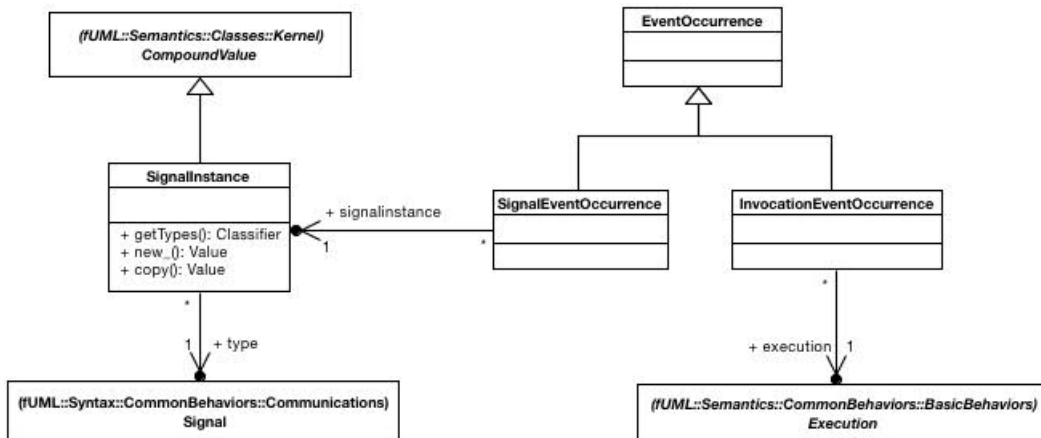 (fUML::Semantics::Classes::Kernel)
CompoundValue
EventOccurrence
SignalInstance
+ getTypes(): Classifier
+ new_(): Value
+ copy(): Value
+ signalinstance
1
*
SignalEventOccurrence
InvocationEventOccurrence
*
1
+ type
*
+ execution
1
(fUML::Syntax::CommonBehaviors::Communications)
Signal
(fUML::Semantics::CommonBehaviors::BasicBehaviors)
Execution